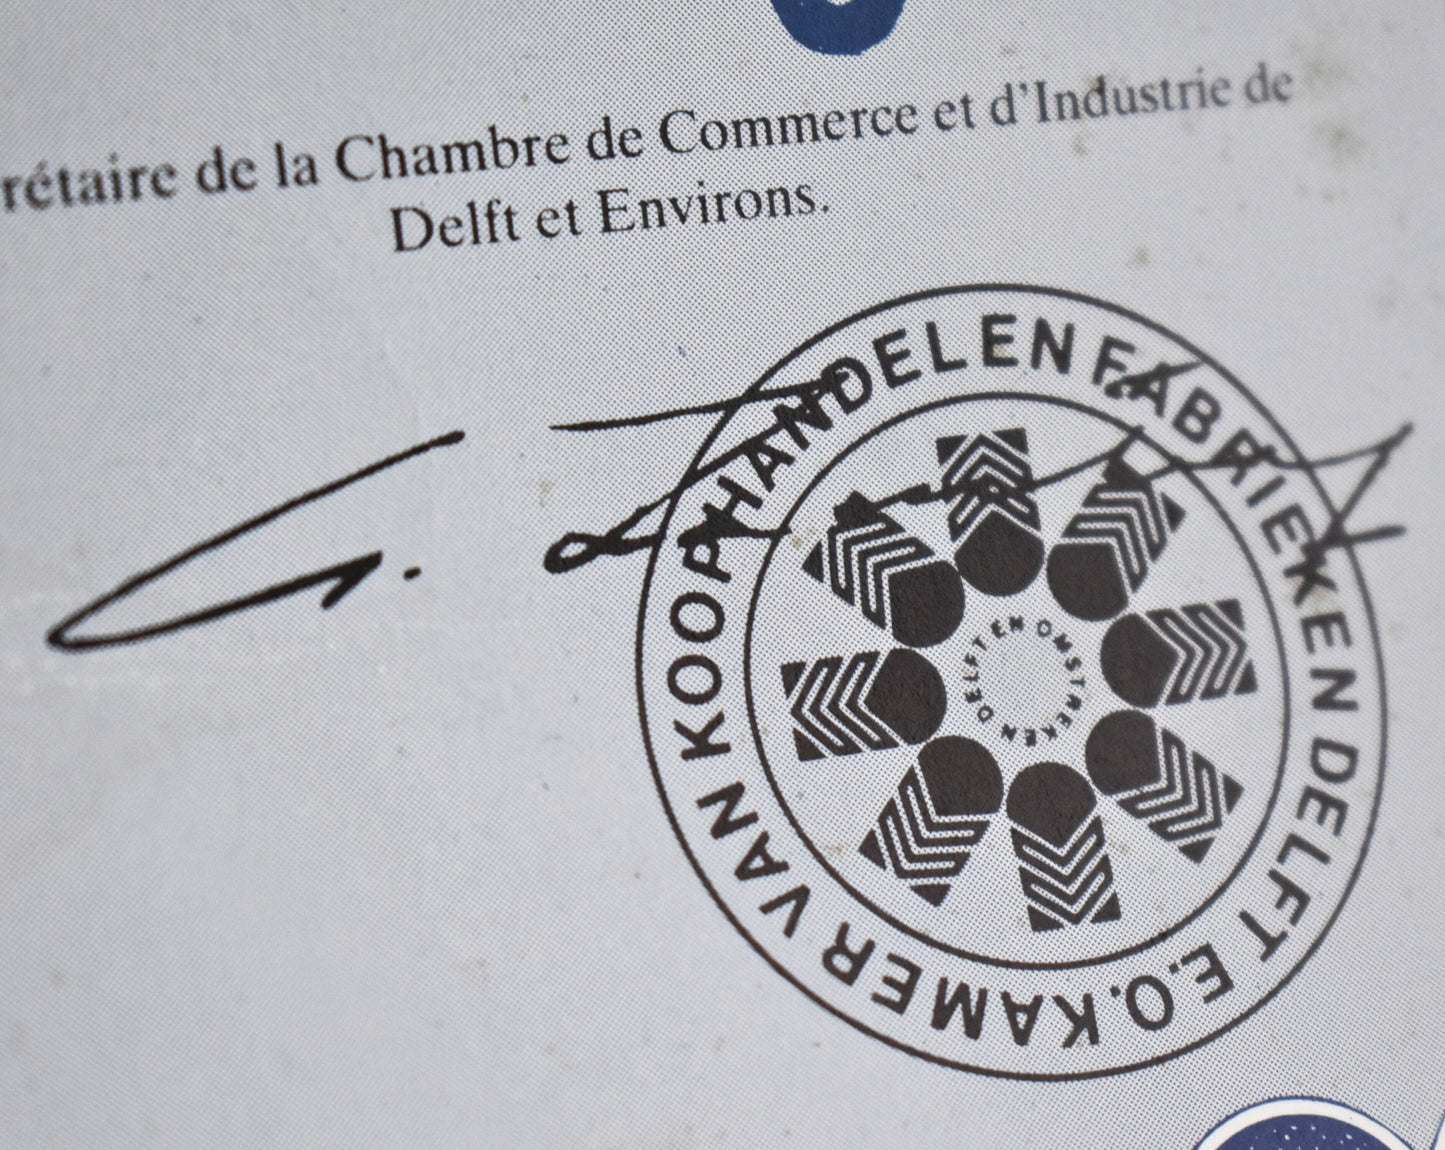 rétaire de la Chambre de Commerce et d'Industrie de
Delft et Environs.
KAMER VAN KOOPHANDEL EN FABRIEKEN DELFT E.O.
DELFT EN OMSTREKEN